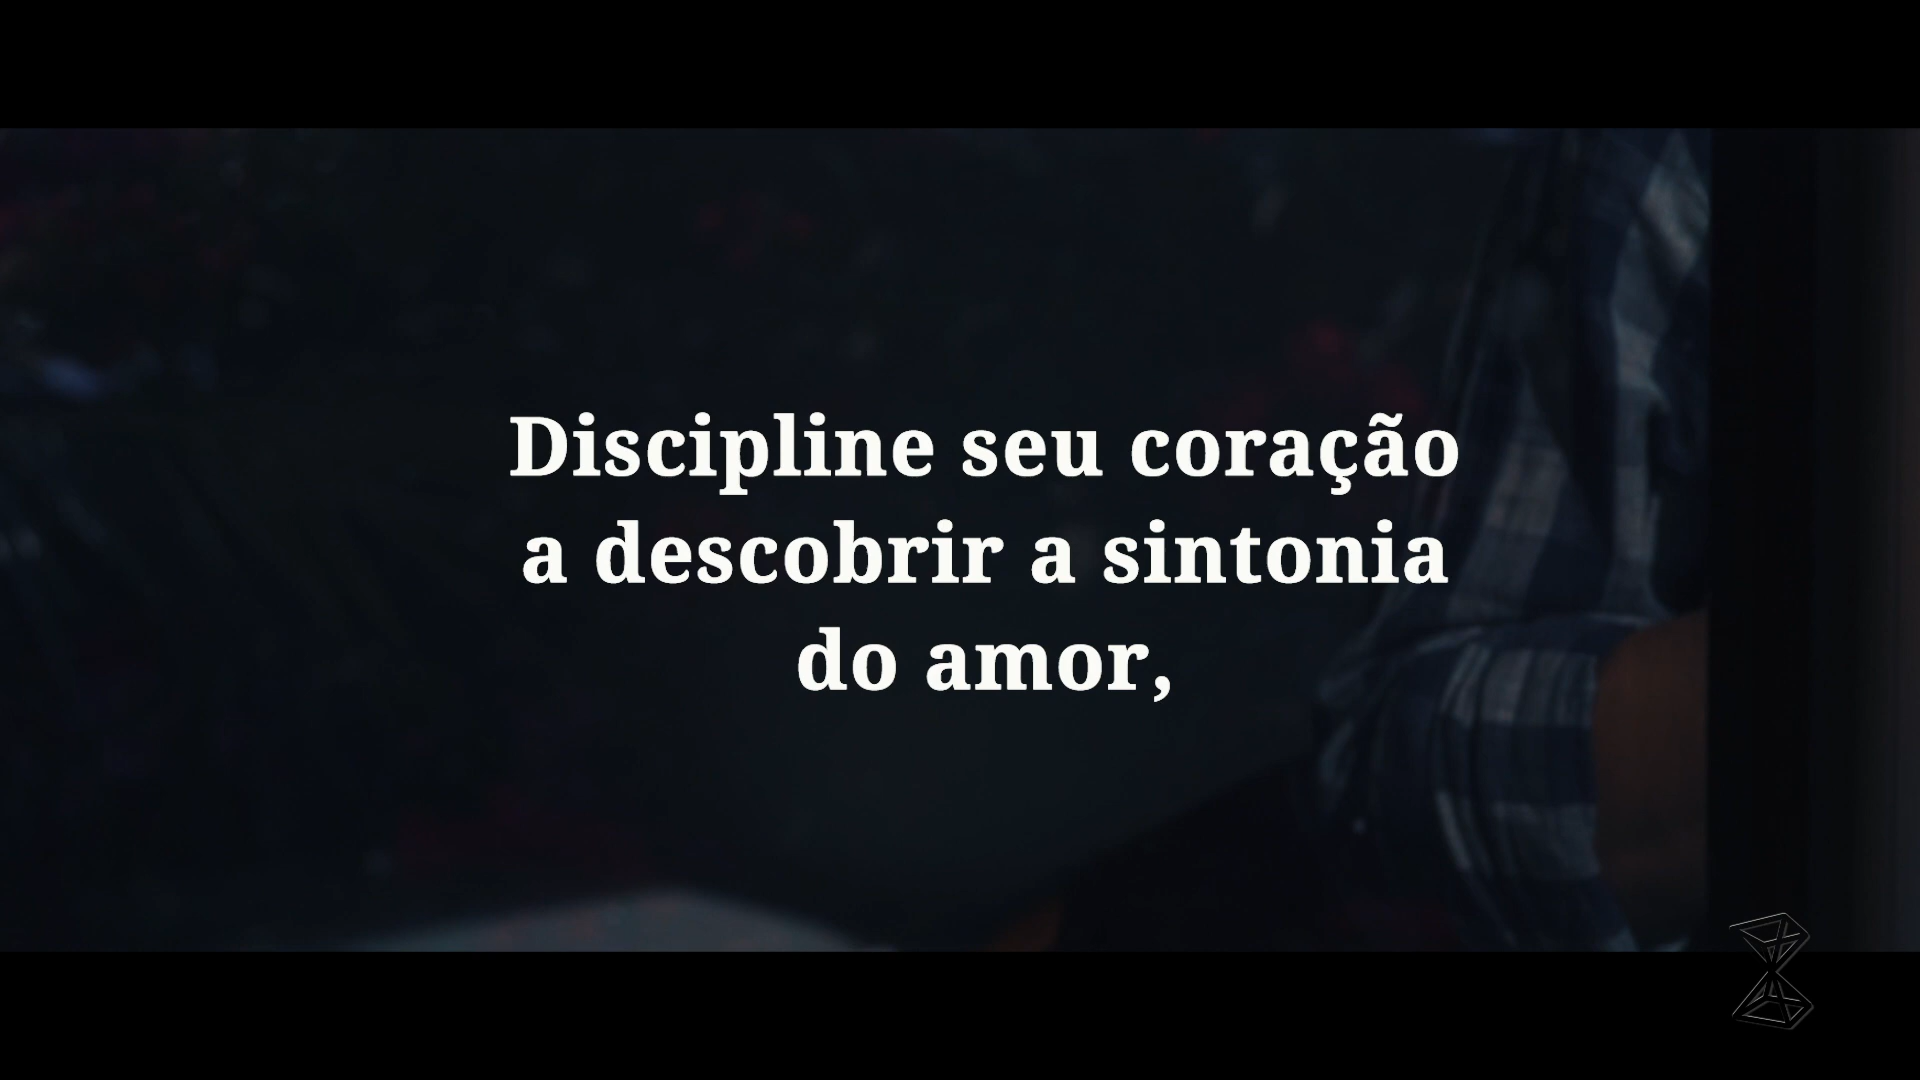 Discipline seu coração
a descobrir a sintonia
do amor,